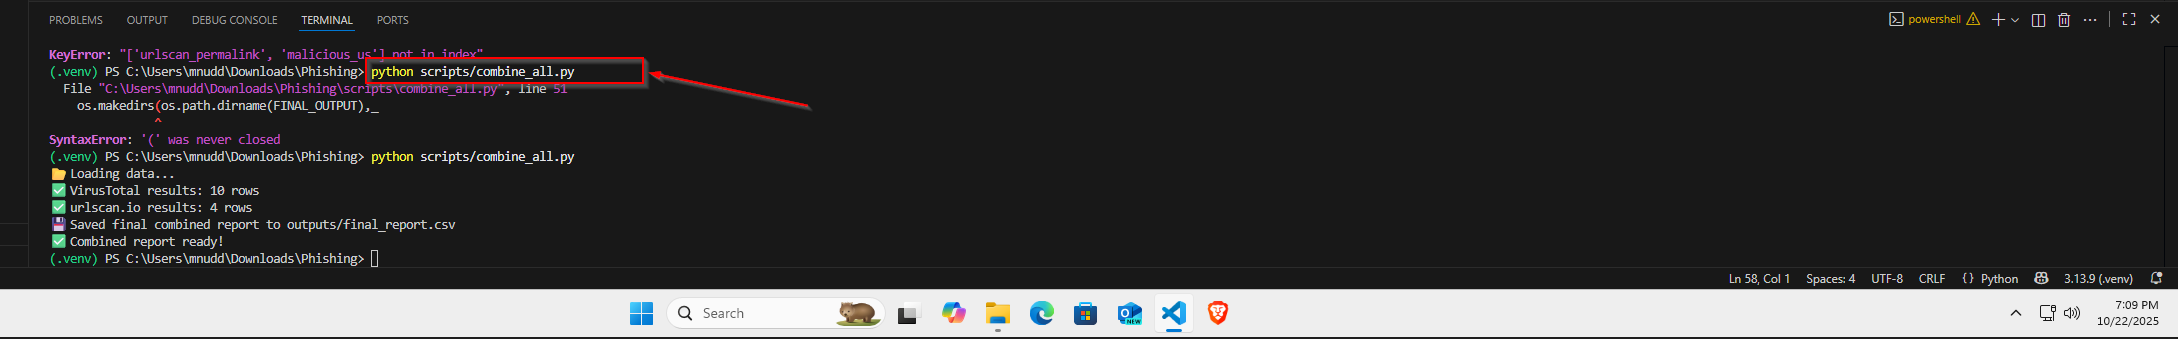 PROBLEMS OUTPUT DEBUG CONSOLE TERMINAL PORTS
powershell
KeyError: "['urlscan_permalink', 'malicious_us'] not in index"
(.venv) PS C:\Users\mnudd\Downloads\Phishing> python scripts/combine_all.py
File "C:\Users\mnudd\Downloads\Phishing\scripts\combine_all.py", line 51
os.makedirs(os.path.dirname(FINAL_OUTPUT),_
^
SyntaxError: '(' was never closed
(.venv) PS C:\Users\mnudd\Downloads\Phishing> python scripts/combine_all.py
Loading data...
VirusTotal results: 10 rows
urlscan.io results: 4 rows
Saved final combined report to outputs/final_report.csv
Combined report ready!
(.venv) PS C:\Users\mnudd\Downloads\Phishing>
Ln 58, Col 1 Spaces: 4 UTF-8 CRLF {} Python 3.13.9 (.venv)
Search
NEW
7:09 PM
10/22/2025